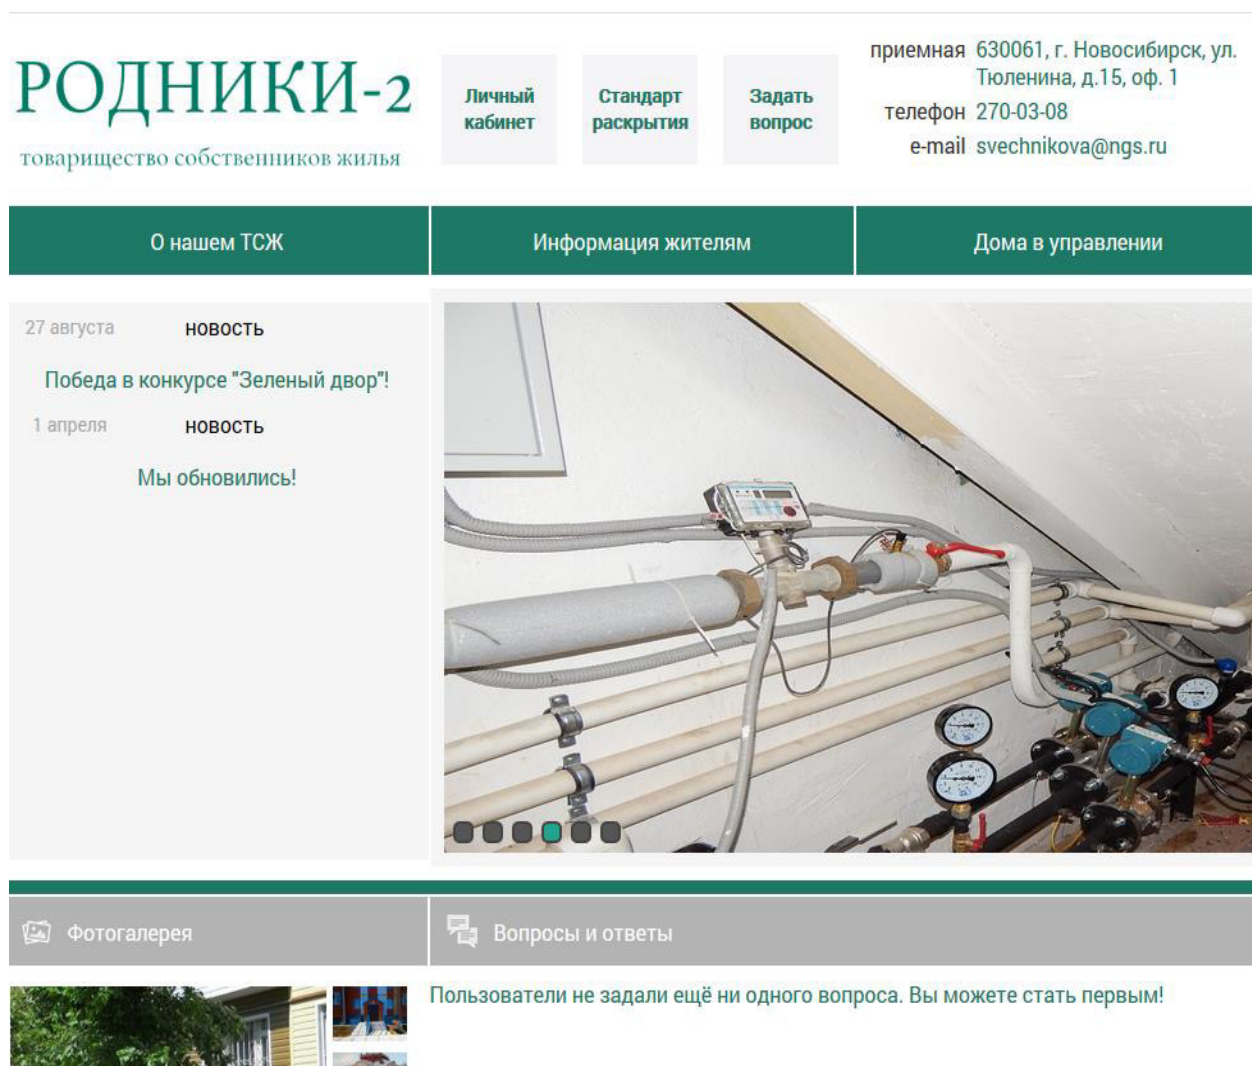 РОДНИКИ-2
товарищество собственников жилья
Личный
кабинет
Стандарт
раскрытия
Задать
вопрос
приемная 630061, г. Новосибирск, ул.
Тюленина, д.15, оф. 1
телефон 270-03-08
e-mail svechnikova@ngs.ru
О нашем ТСЖ
Информация жителям
Дома в управлении
27 августа новость
Победа в конкурсе "Зеленый двор"!
1 апреля новость
Мы обновились!
Фотогалерея
Вопросы и ответы
Пользователи не задали ещё ни одного вопроса. Вы можете стать первым!